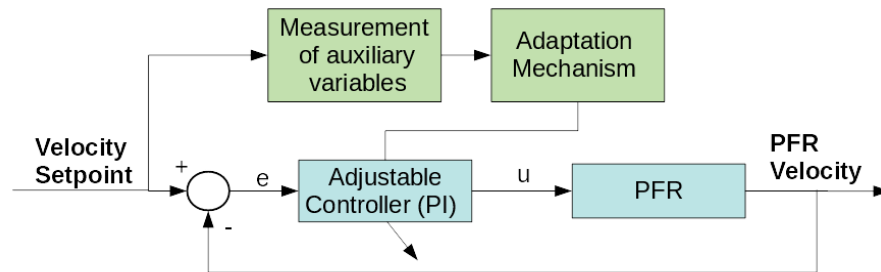 Measurement
of auxiliary
variables
Adaptation
Mechanism
Velocity
Setpoint
+
-
e
Adjustable
Controller (PI)
u
PFR
PFR
Velocity